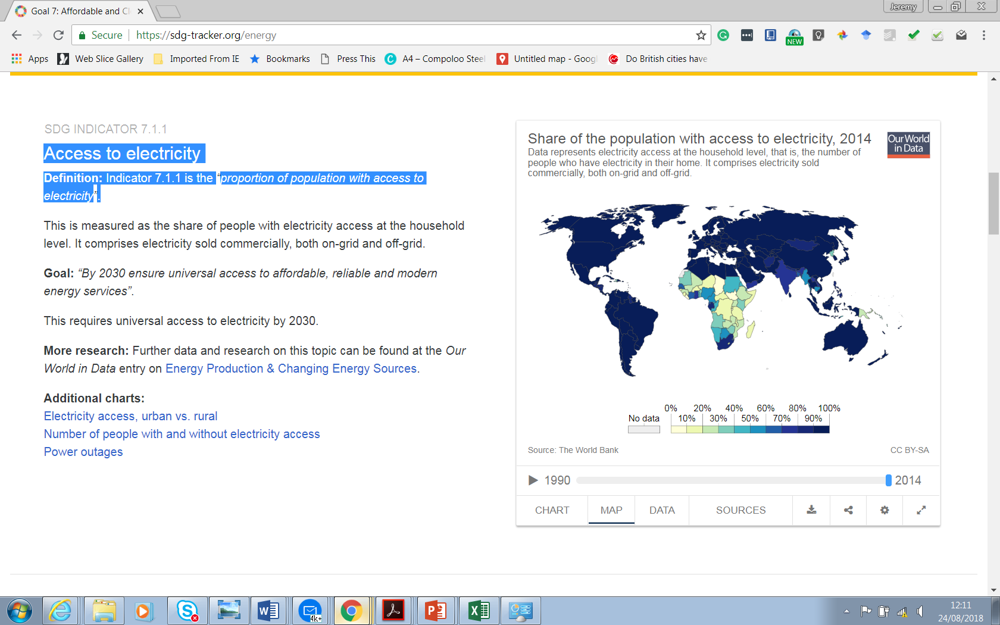 Goal 7: Affordable and Cl
Jeremy
Secure
https://sdg-tracker.org/energy
NEW
Apps
Web Slice Gallery
Imported From IE
Bookmarks
Press This
A4 – Compoloo Steel
Untitled map - Goog
Do British cities have
SDG INDICATOR 7.1.1
Access to electricity
Definition: Indicator 7.1.1 is the “proportion of population with access to
electricity”.
This is measured as the share of people with electricity access at the household
level. It comprises electricity sold commercially, both on-grid and off-grid.
Goal: “By 2030 ensure universal access to affordable, reliable and modern
energy services”.
This requires universal access to electricity by 2030.
More research: Further data and research on this topic can be found at the Our
World in Data entry on Energy Production & Changing Energy Sources.
Additional charts:
Electricity access, urban vs. rural
Number of people with and without electricity access
Power outages
Share of the population with access to electricity, 2014
Our World
in Data
Data represents electricity access at the household level, that is, the number of
people who have electricity in their home. It comprises electricity sold
commercially, both on-grid and off-grid.
0% 20% 40% 60% 80% 100%
No data 10% 30% 50% 70% 90%
Source: The World Bank
CC BY-SA
1990
2014
CHART
MAP
DATA
SOURCES
4k+
12:11
24/08/2018